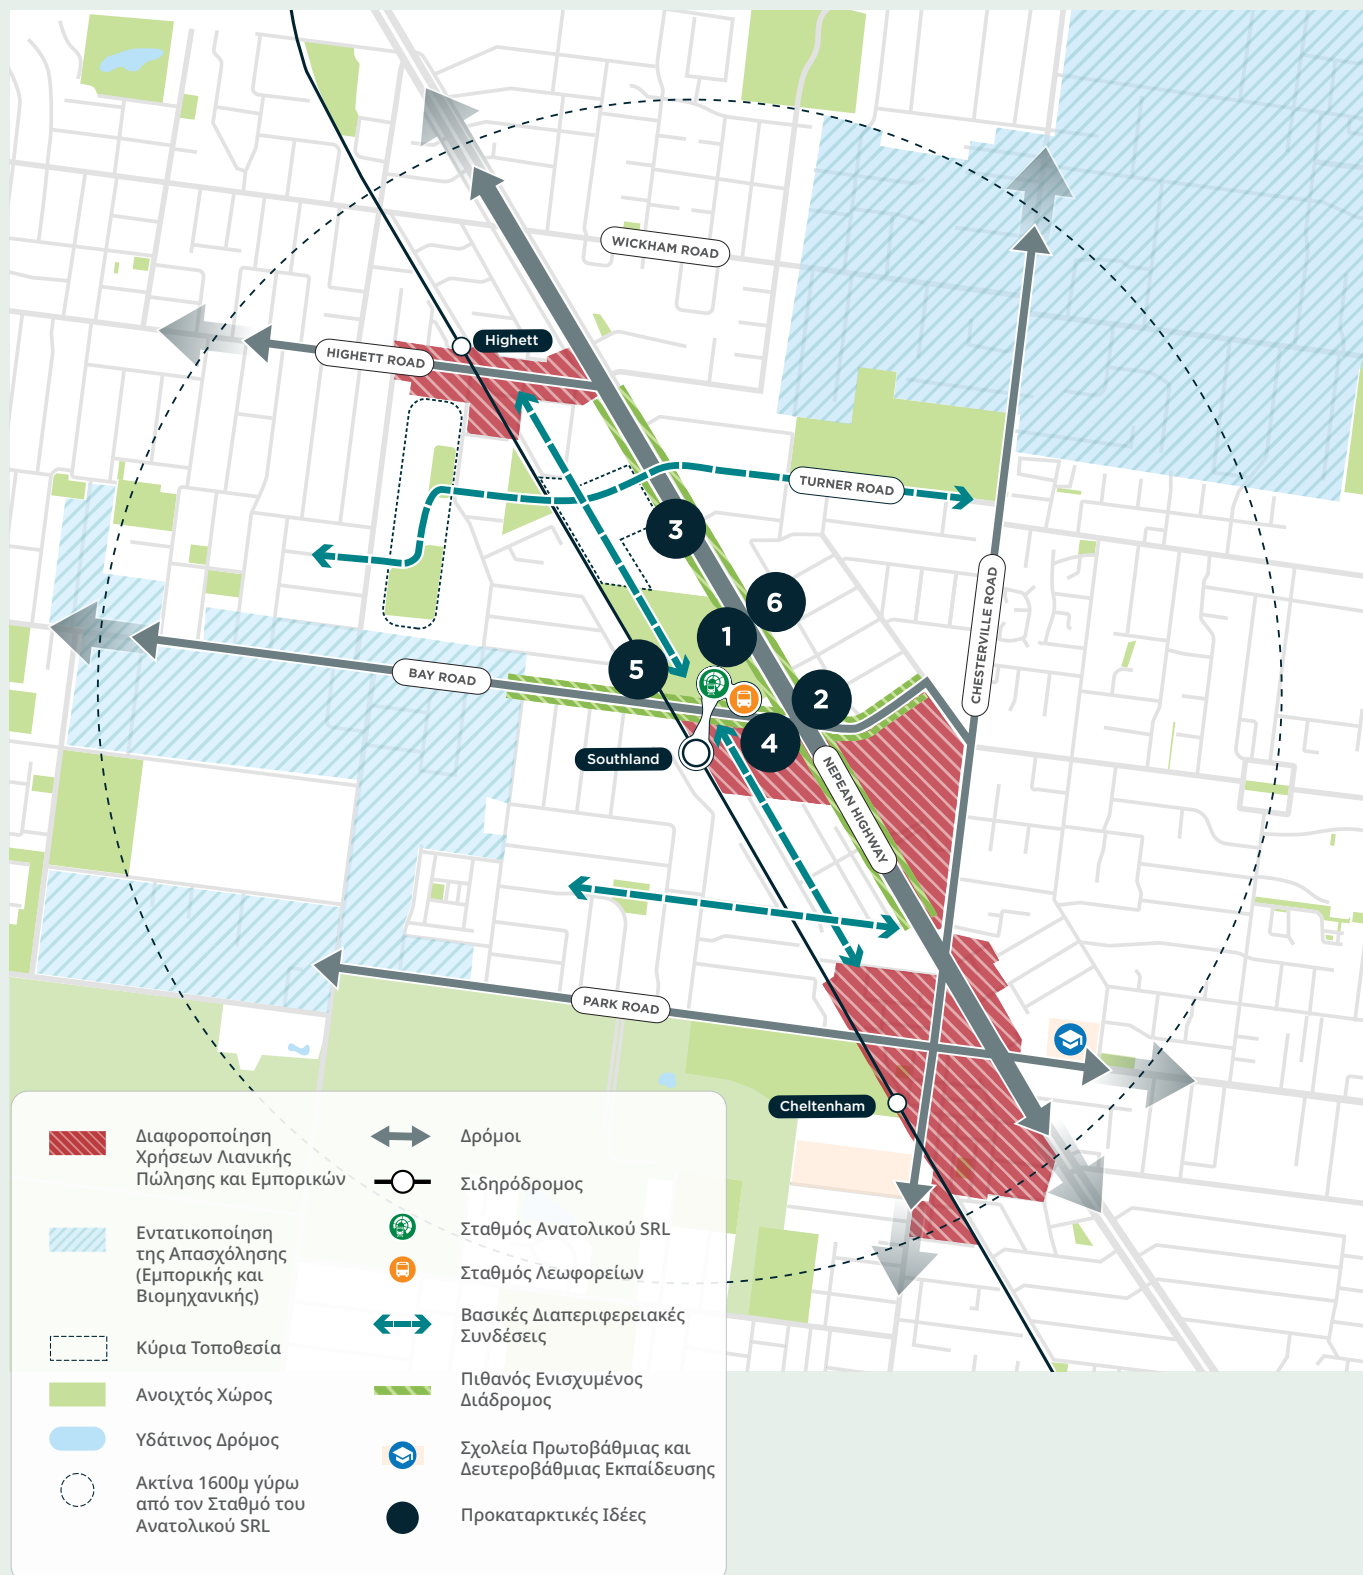 WICKHAM ROAD
Highett
HIGHETT ROAD
TURNER ROAD
3
CHESTERVILLE ROAD
6
1
5
BAY ROAD
2
4
Southland
NEPEAN HIGHWAY
PARK ROAD
Cheltenham
Διαφοροποίηση
Χρήσεων Λιανικής
Πώλησης και Εμπορικών
Εντατικοποίηση
της Απασχόλησης
(Εμπορικής και
Βιομηχανικής)
Κύρια Τοποθεσία
Ανοιχτός Χώρος
Υδάτινος Δρόμος
Ακτίνα 1600μ γύρω
από τον Σταθμό του
Ανατολικού SRL
Δρόμοι
Σιδηρόδρομος
Σταθμός Ανατολικού SRL
Σταθμός Λεωφορείων
Βασικές Διαπεριφερειακές
Συνδέσεις
Πιθανός Ενισχυμένος
Διάδρομος
Σχολεία Πρωτοβάθμιας και
Δευτεροβάθμιας Εκπαίδευσης
Προκαταρκτικές Ιδέες